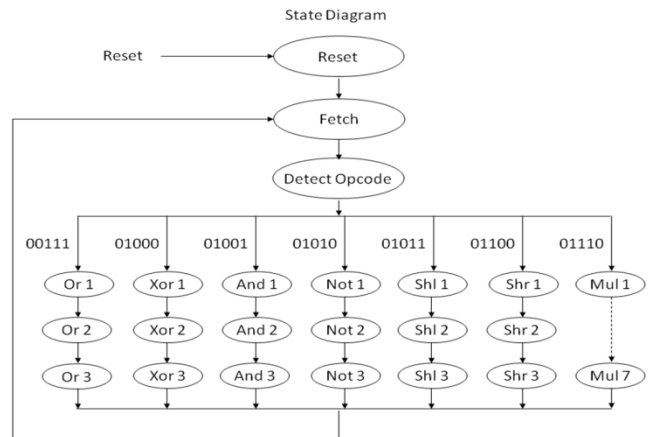 State Diagram
Reset
Reset
Fetch
Detect Opcode
00111 01000 01001 01010 01011 01100 01110
Or 1 Xor 1 And 1 Not 1 Shl 1 Shr 1 Mul 1
Or 2 Xor 2 And 2 Not 2 Shl 2 Shr 2
Or 3 Xor 3 And 3 Not 3 Shl 3 Shr 3 Mul 7